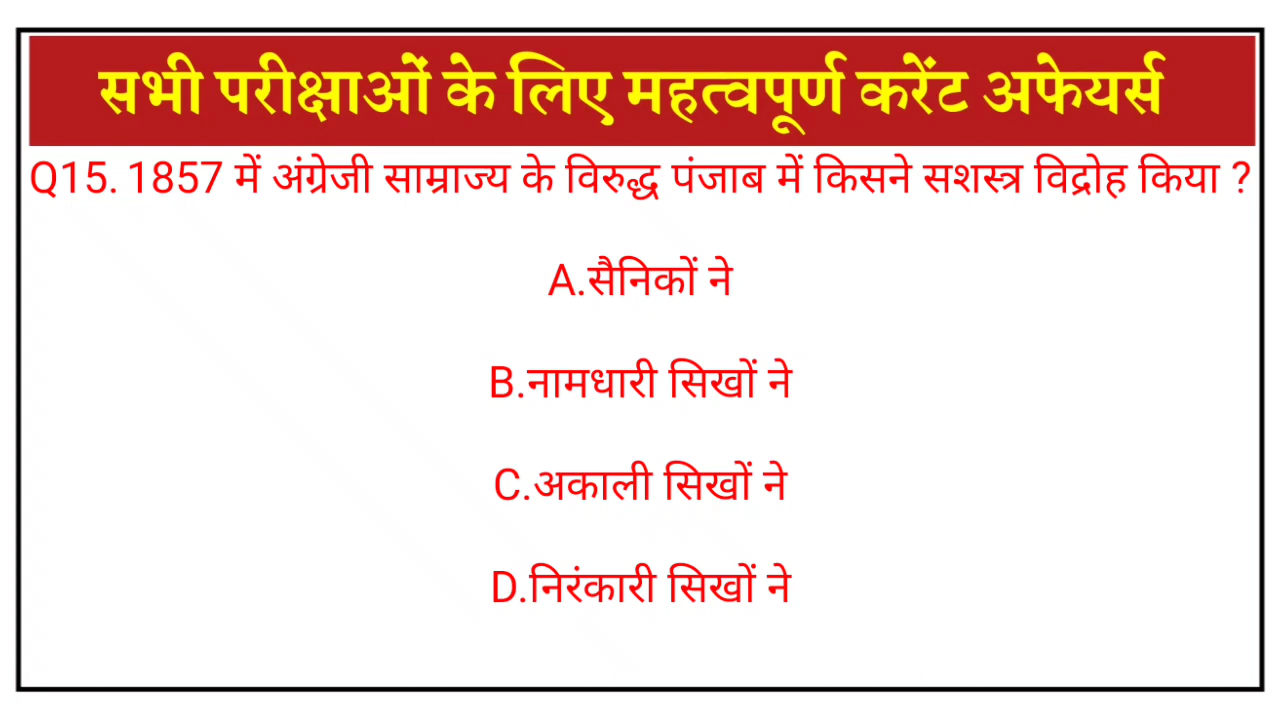 सभी परीक्षाओं के लिए महत्वपूर्ण करेंट अफेयर्स
Q15. 1857 में अंग्रेजी साम्राज्य के विरुद्ध पंजाब में किसने सशस्त्र विद्रोह किया ?
A.सैनिकों ने
B.नामधारी सिखों ने
C.अकाली सिखों ने
D.निरंकारी सिखों ने